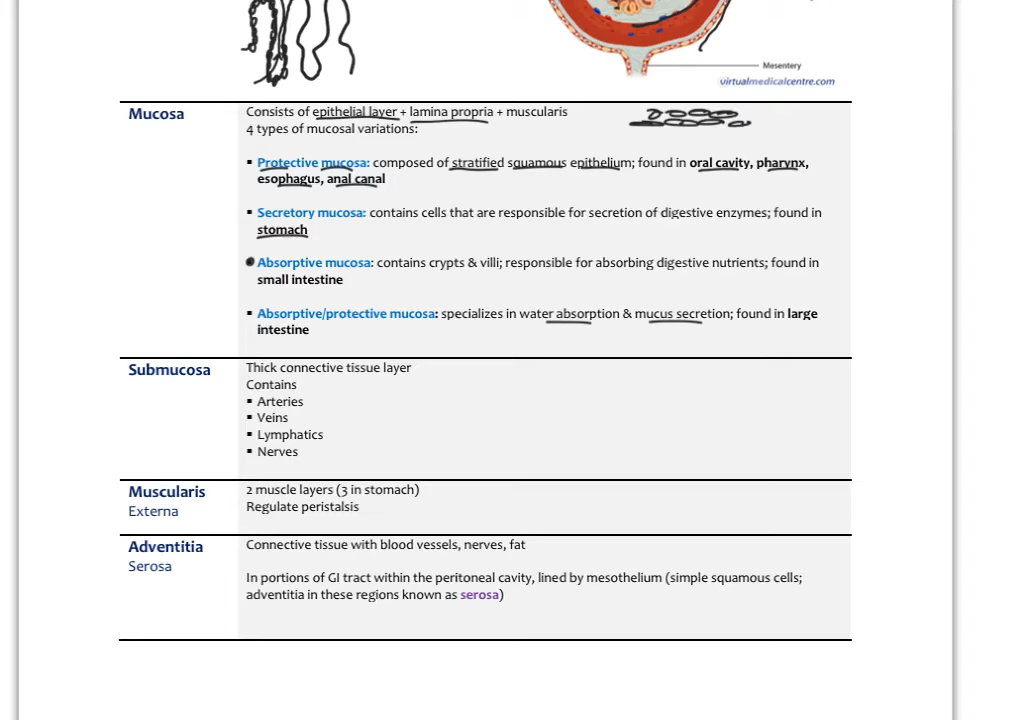 Mesentery
virtualmedicalcentre.com
Mucosa
Consists of epithelial layer + lamina propria + muscularis
4 types of mucosal variations:
▪ Protective mucosa: composed of stratified squamous epithelium; found in oral cavity, pharynx,
esophagus, anal canal
▪ Secretory mucosa: contains cells that are responsible for secretion of digestive enzymes; found in
stomach
▪ Absorptive mucosa: contains crypts & villi; responsible for absorbing digestive nutrients; found in
small intestine
▪ Absorptive/protective mucosa: specializes in water absorption & mucus secretion; found in large
intestine
Submucosa
Thick connective tissue layer
Contains
▪ Arteries
▪ Veins
▪ Lymphatics
▪ Nerves
Muscularis
Externa
2 muscle layers (3 in stomach)
Regulate peristalsis
Adventitia
Serosa
Connective tissue with blood vessels, nerves, fat
In portions of GI tract within the peritoneal cavity, lined by mesothelium (simple squamous cells;
adventitia in these regions known as serosa)